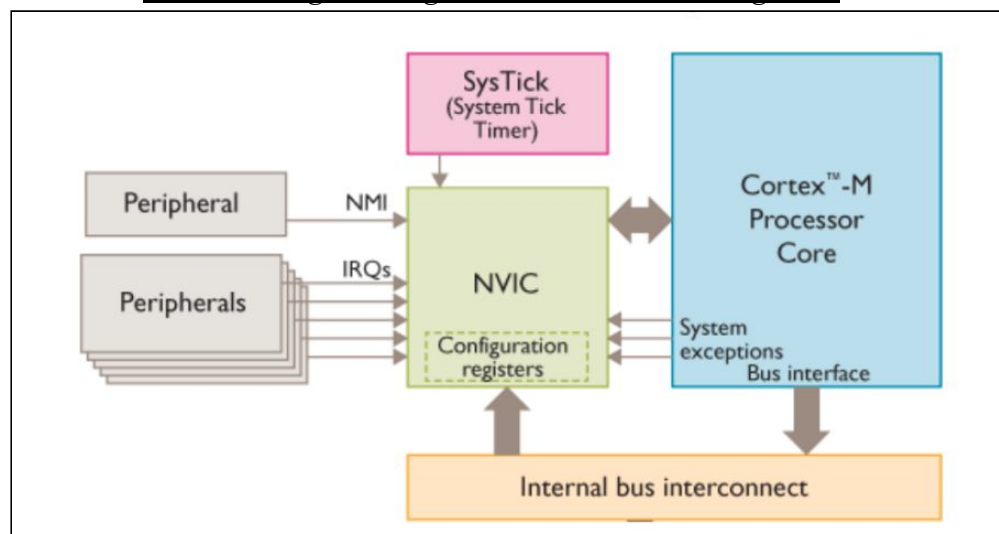 SysTick
(System Tick
Timer)
Peripheral
NMI
Peripherals
IRQs
NVIC
Configuration
registers
Cortex™-M
Processor
Core
System
exceptions
Bus interface
Internal bus interconnect